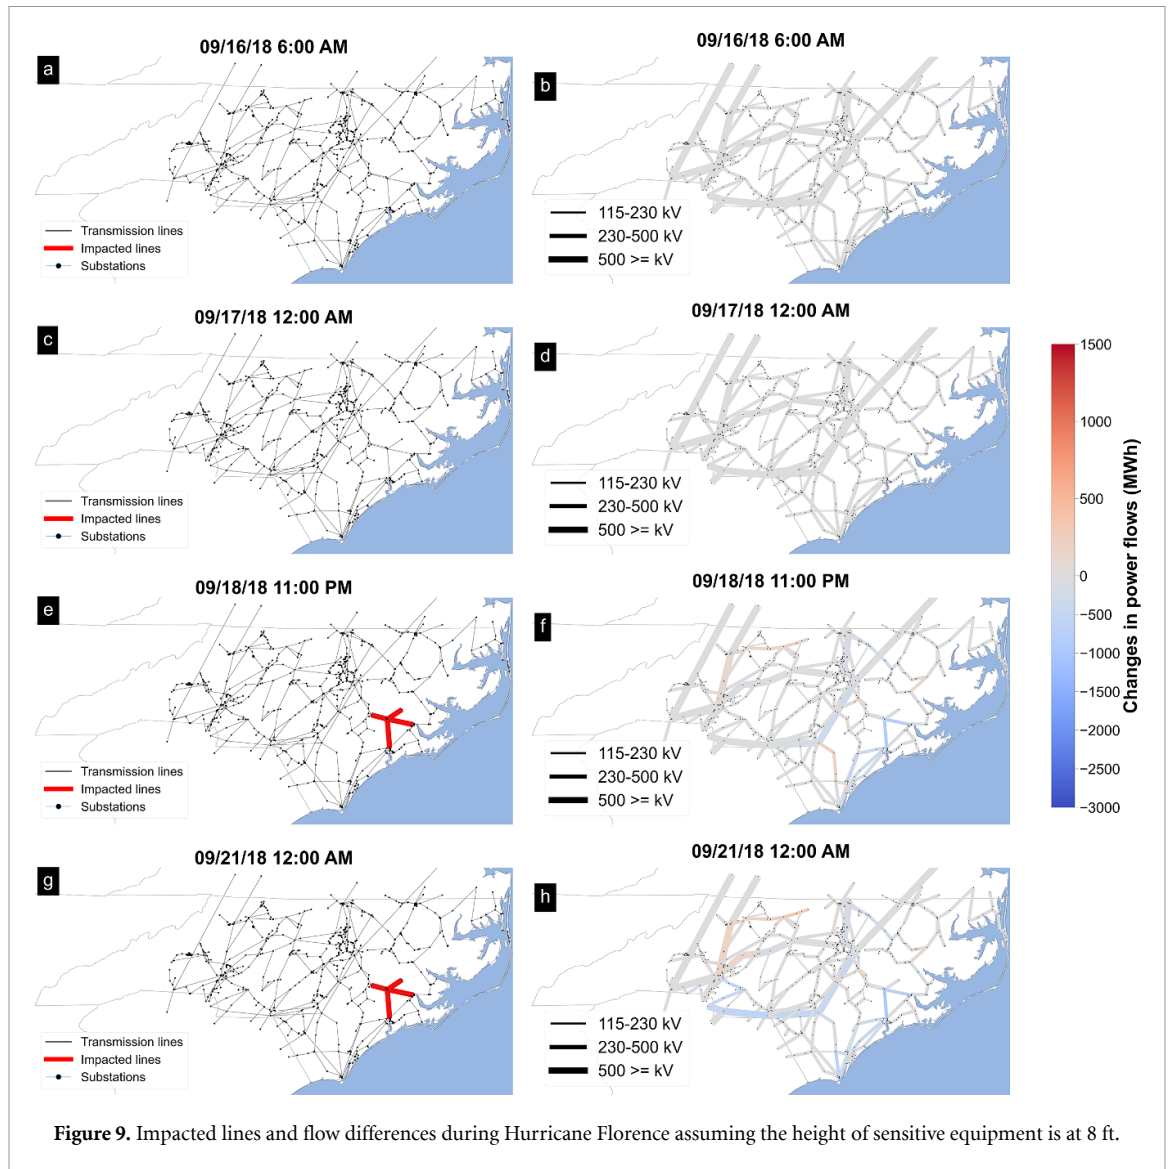 09/16/18 6:00 AM
a
Transmission lines
Impacted lines
Substations
09/16/18 6:00 AM
b
115-230 kV
230-500 kV
500 >= kV
09/17/18 12:00 AM
c
Transmission lines
Impacted lines
Substations
09/17/18 12:00 AM
d
115-230 kV
230-500 kV
500 >= kV
09/18/18 11:00 PM
e
Transmission lines
Impacted lines
Substations
09/18/18 11:00 PM
f
115-230 kV
230-500 kV
500 >= kV
09/21/18 12:00 AM
g
Transmission lines
Impacted lines
Substations
09/21/18 12:00 AM
h
115-230 kV
230-500 kV
500 >= kV
1500
1000
500
0
−500
−1000
−1500
−2000
−2500
−3000
Changes in power flows (MWh)
Figure 9. Impacted lines and flow differences during Hurricane Florence assuming the height of sensitive equipment is at 8 ft.